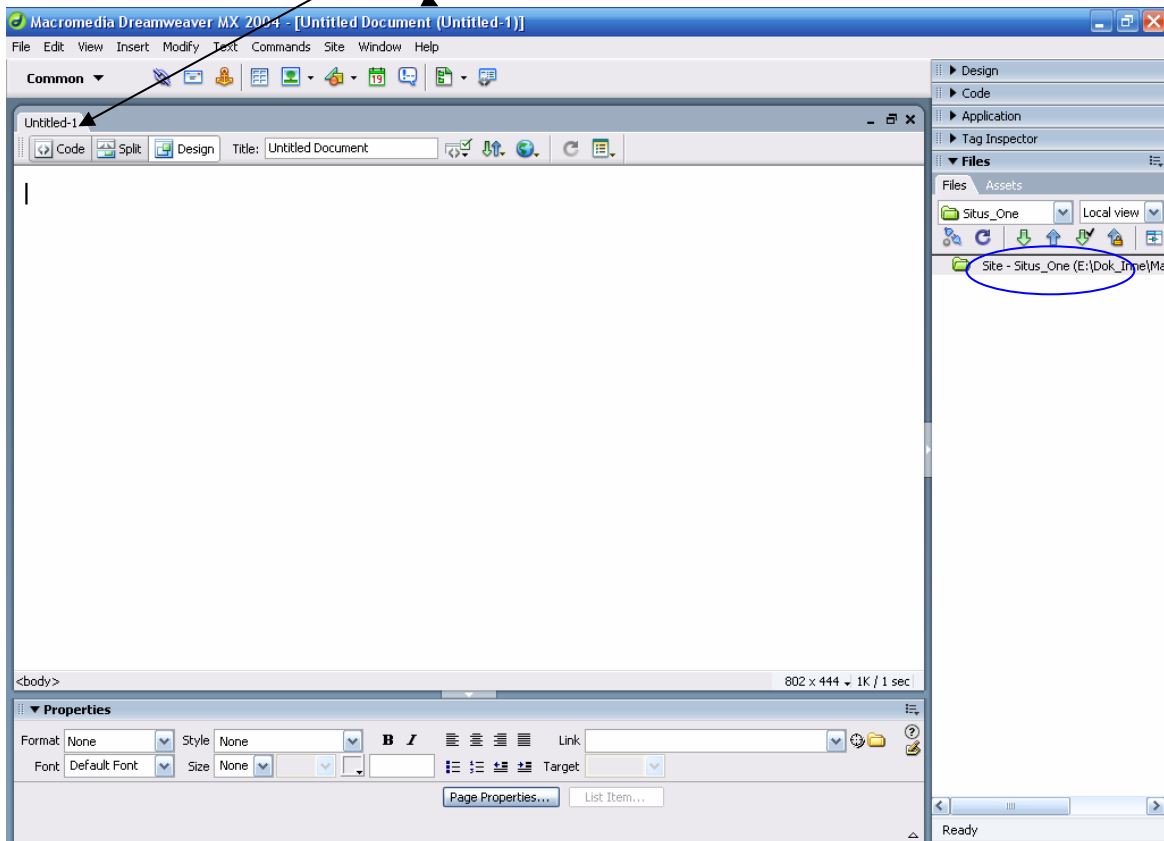 Macromedia Dreamweaver MX 2004 - [Untitled Document (Untitled-1)]
File Edit View Insert Modify Text Commands Site Window Help
Common
19
Untitled-1
Code Split Design Title: Untitled Document
<body>
802 x 444 1K / 1 sec
Properties
Format None Style None B I Link
Font Default Font Size None Target
Page Properties... List Item...
Design
Code
Application
Tag Inspector
Files
Files Assets
Situs_One Local view
Site - Situs_One (E:\Dok_Inne\Ma
Ready